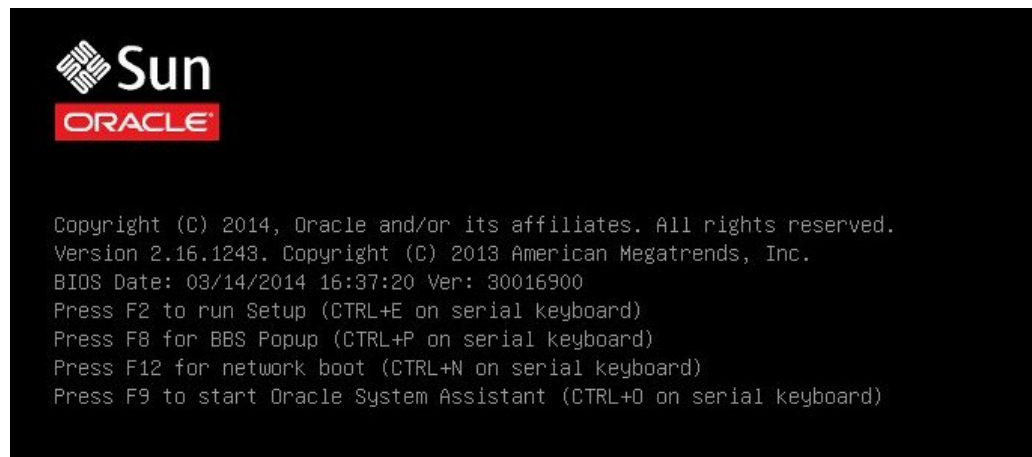 Sun
ORACLE
Copyright (C) 2014, Oracle and/or its affiliates. All rights reserved.
Version 2.16.1243. Copyright (C) 2013 American Megatrends, Inc.
BIOS Date: 03/14/2014 16:37:20 Ver: 30016900
Press F2 to run Setup (CTRL+E on serial keyboard)
Press F8 for BBS Popup (CTRL+P on serial keyboard)
Press F12 for network boot (CTRL+N on serial keyboard)
Press F9 to start Oracle System Assistant (CTRL+O on serial keyboard)